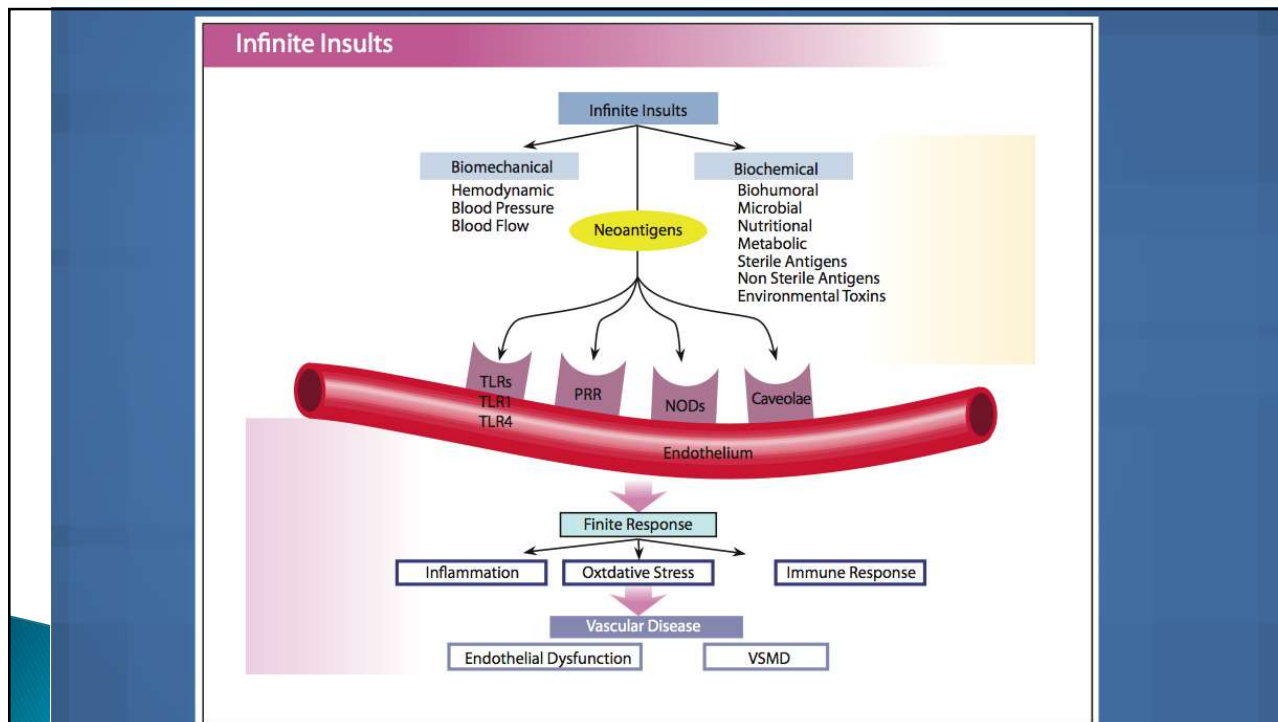 Infinite Insults
Infinite Insults
Biomechanical
Hemodynamic
Blood Pressure
Blood Flow
Biochemical
Biohumoral
Microbial
Nutritional
Metabolic
Sterile Antigens
Non Sterile Antigens
Environmental Toxins
Neoantigens
TLRs
TLR1
TLR4
PRR
NODs
Caveolae
Endothelium
Finite Response
Inflammation
Oxtdative Stress
Immune Response
Vascular Disease
Endothelial Dysfunction
VSMD